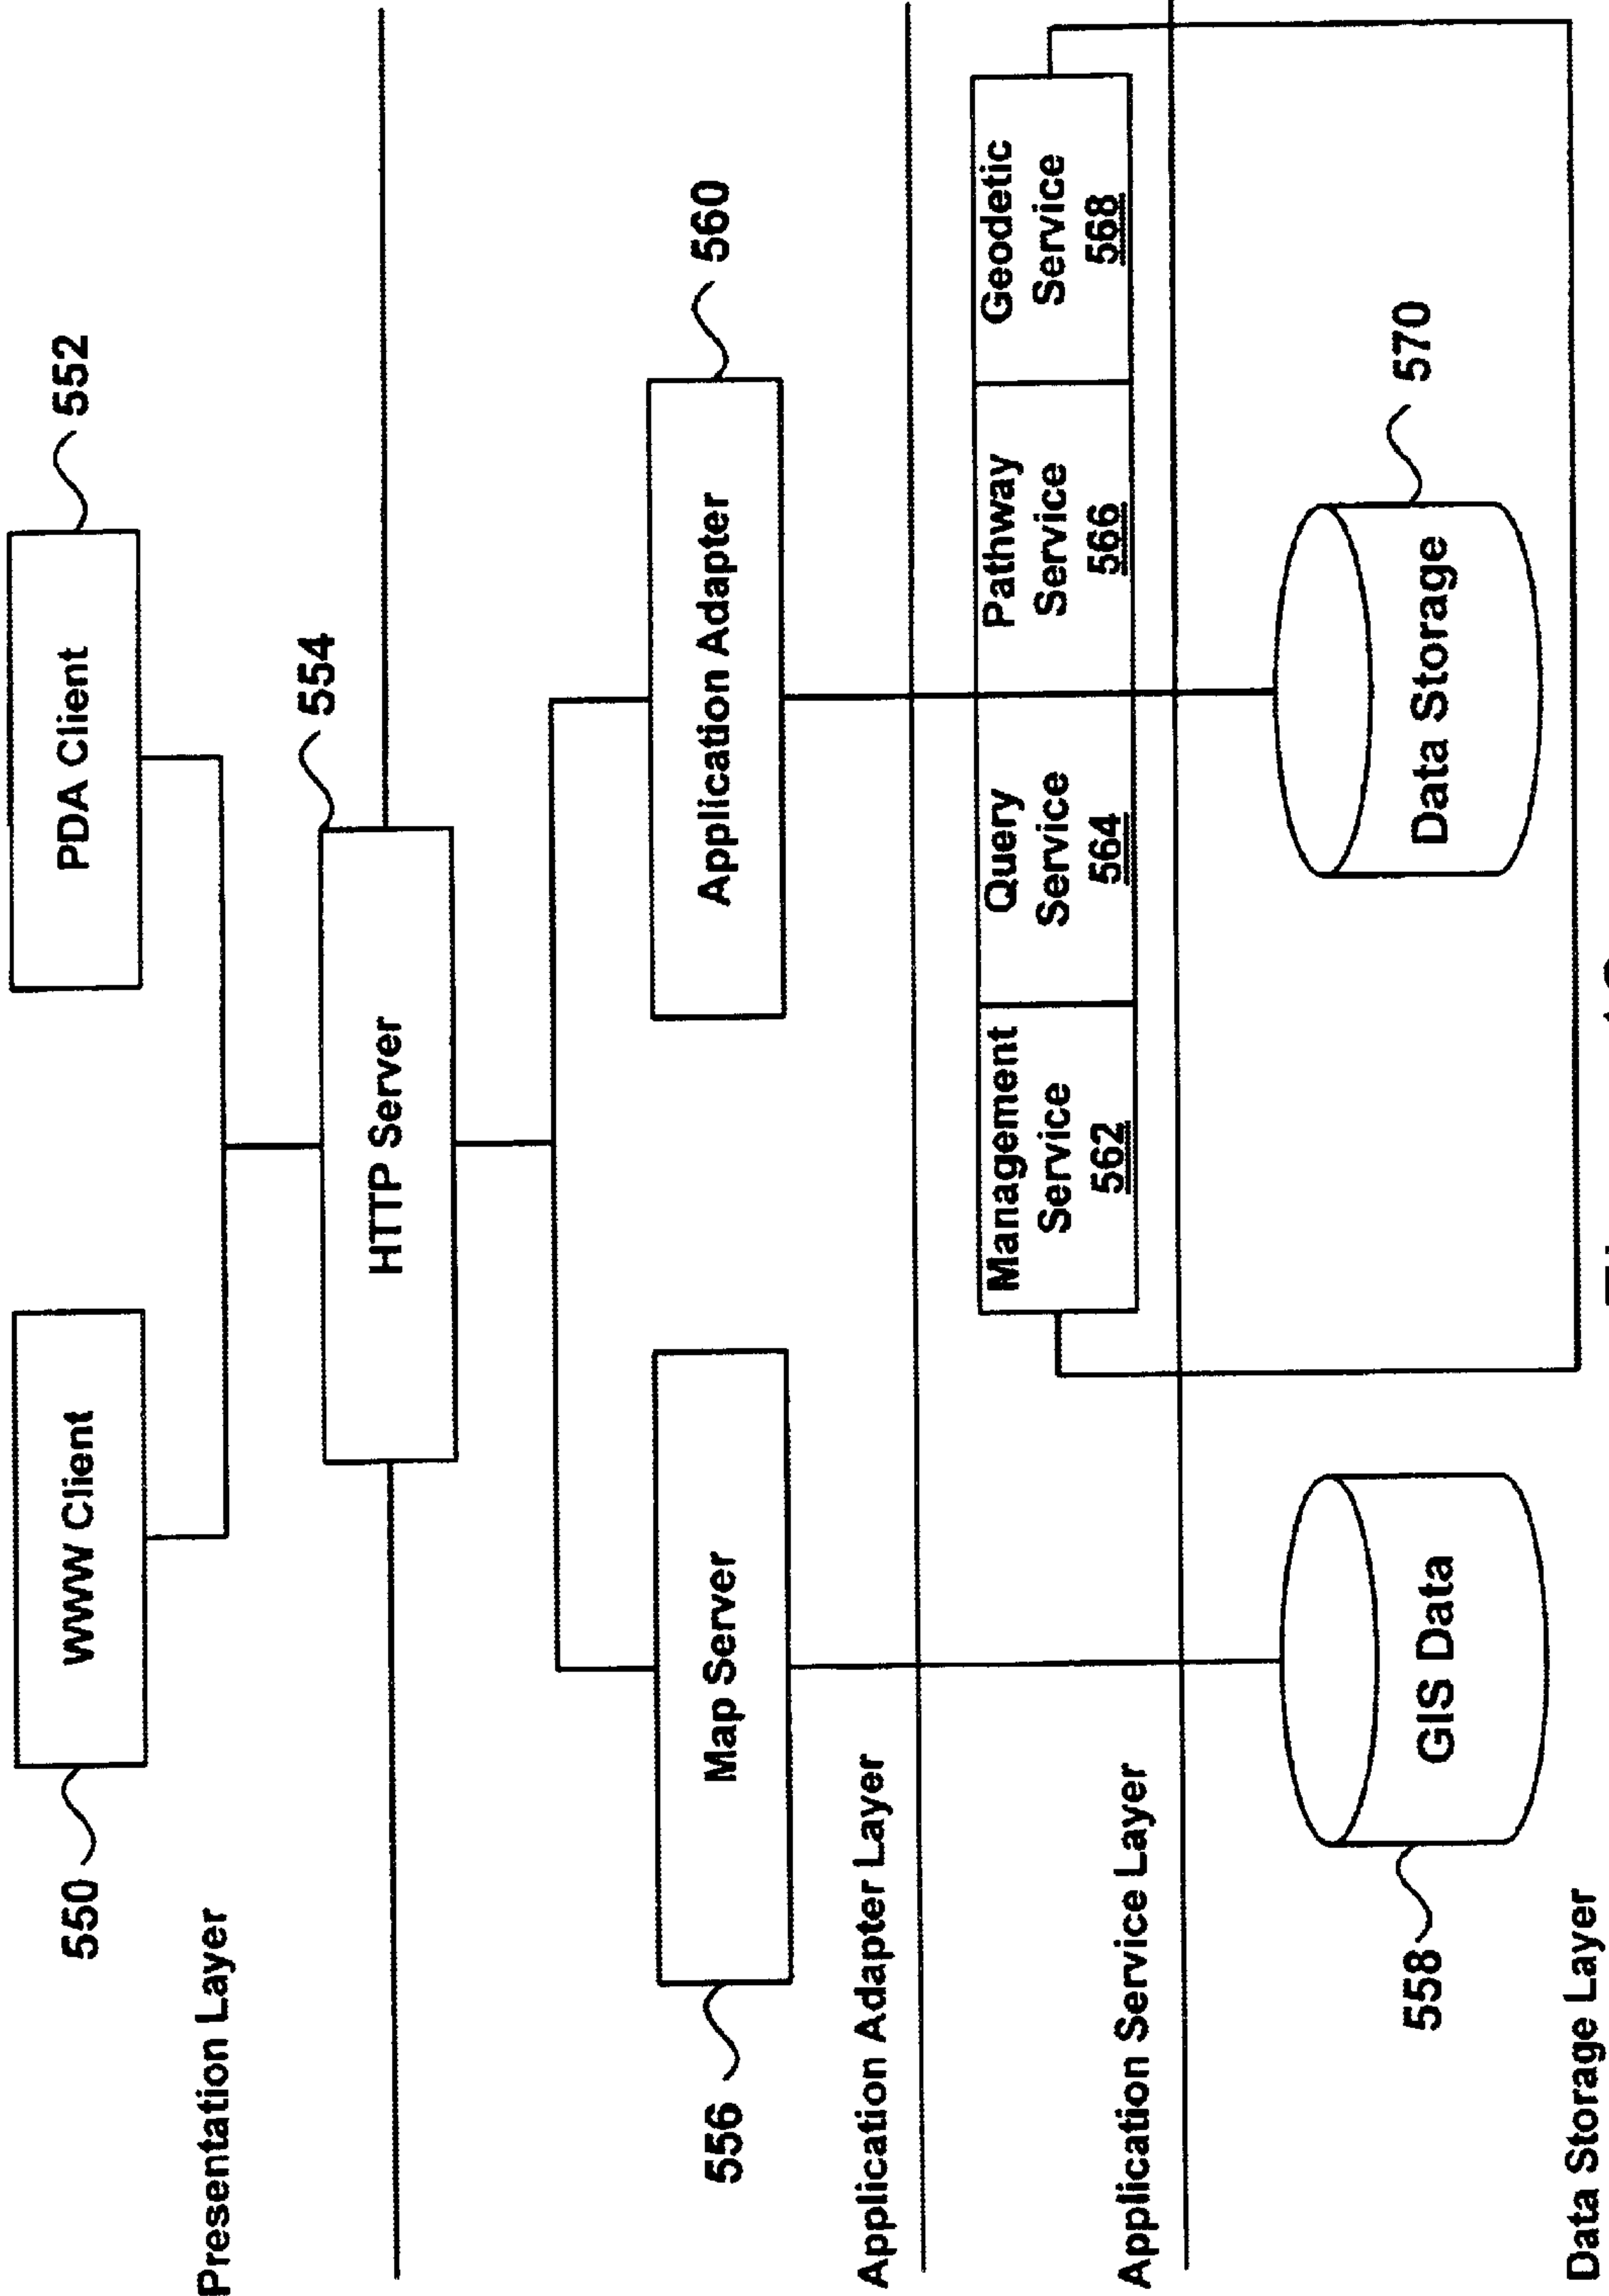 550
WWW Client
PDA Client
552
Presentation Layer
554
HTTP Server
556
Map Server
Application Adapter
560
Application Adapter Layer
Management
Service
562
Query
Service
564
Pathway
Service
566
Geodetic
Service
568
Application Service Layer
558
GIS Data
Data Storage
570
Data Storage Layer